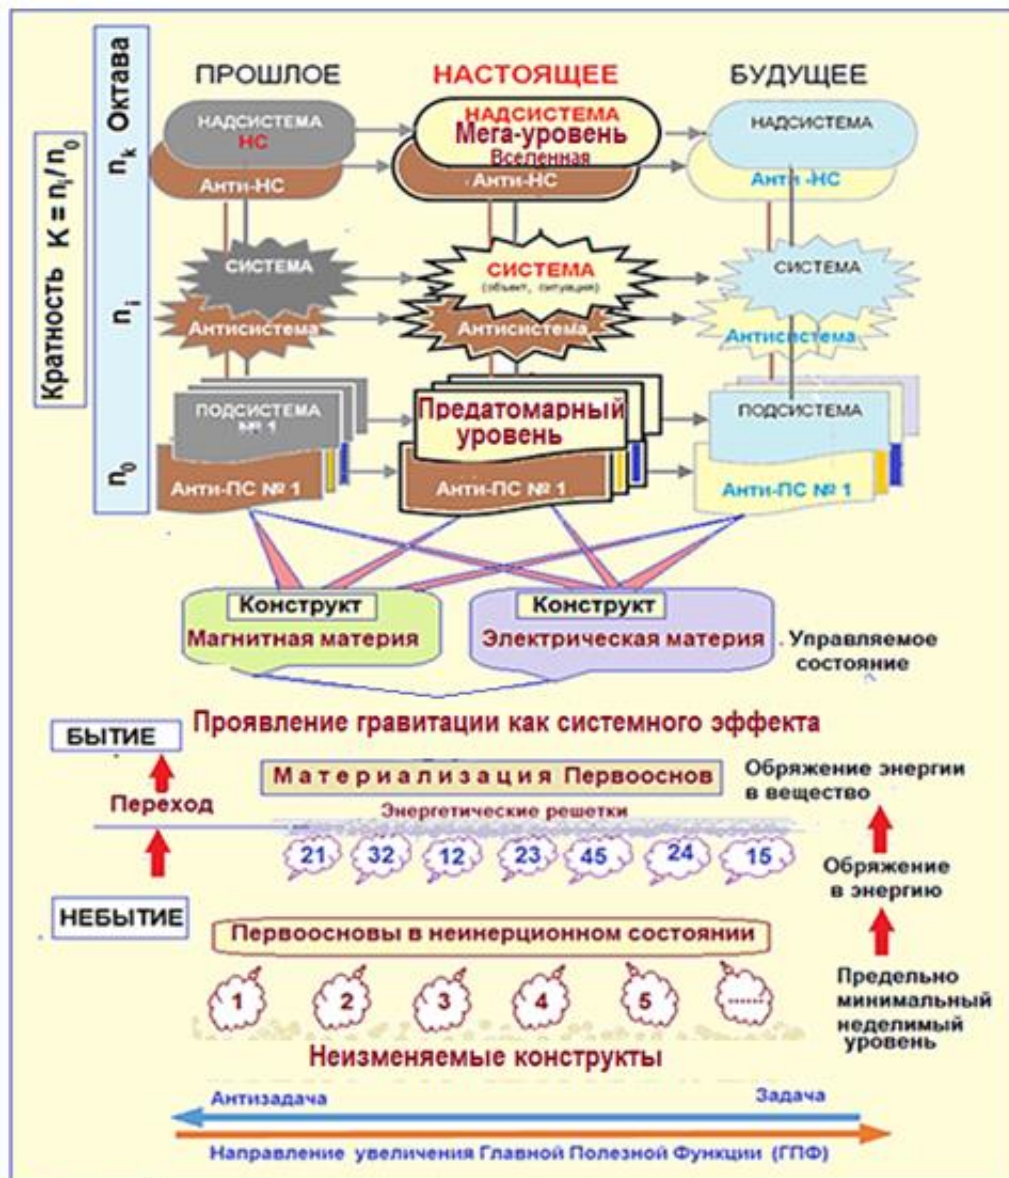 ПРОШЛОЕ
НАСТОЯЩЕЕ
БУДУЩЕЕ
Октава
Кратность K = ni/n0
nk
ni
n0
НАДСИСТЕМА
НС
Анти-НС
НАДСИСТЕМА
Мега-уровень
Вселенная
Анти-НС
НАДСИСТЕМА
Анти -НС
СИСТЕМА
Антисистема
СИСТЕМА
(объект, ситуация)
Антисистема
СИСТЕМА
Антисистема
ПОДСИСТЕМА
№ 1
Анти-ПС № 1
Предатомарный
уровень
Анти-ПС № 1
ПОДСИСТЕМА
Анти-ПС № 1
Конструкт
Магнитная материя
Конструкт
Электрическая материя
Управляемое
состояние
Проявление гравитации как системного эффекта
БЫТИЕ
Материализация Первооснов
Обряжение энергии
в вещество
Переход
Энергетические решетки
21 32 12 23 45 24 15
Обряжение
в энергию
НЕБЫТИЕ
Первоосновы в неинерционном состоянии
1 2 3 4 5 ......
Предельно
минимальный
неделимый
уровень
Неизменяемые конструкты
Антизадача
Задача
Направление увеличения Главной Полезной Функции (ГПФ)